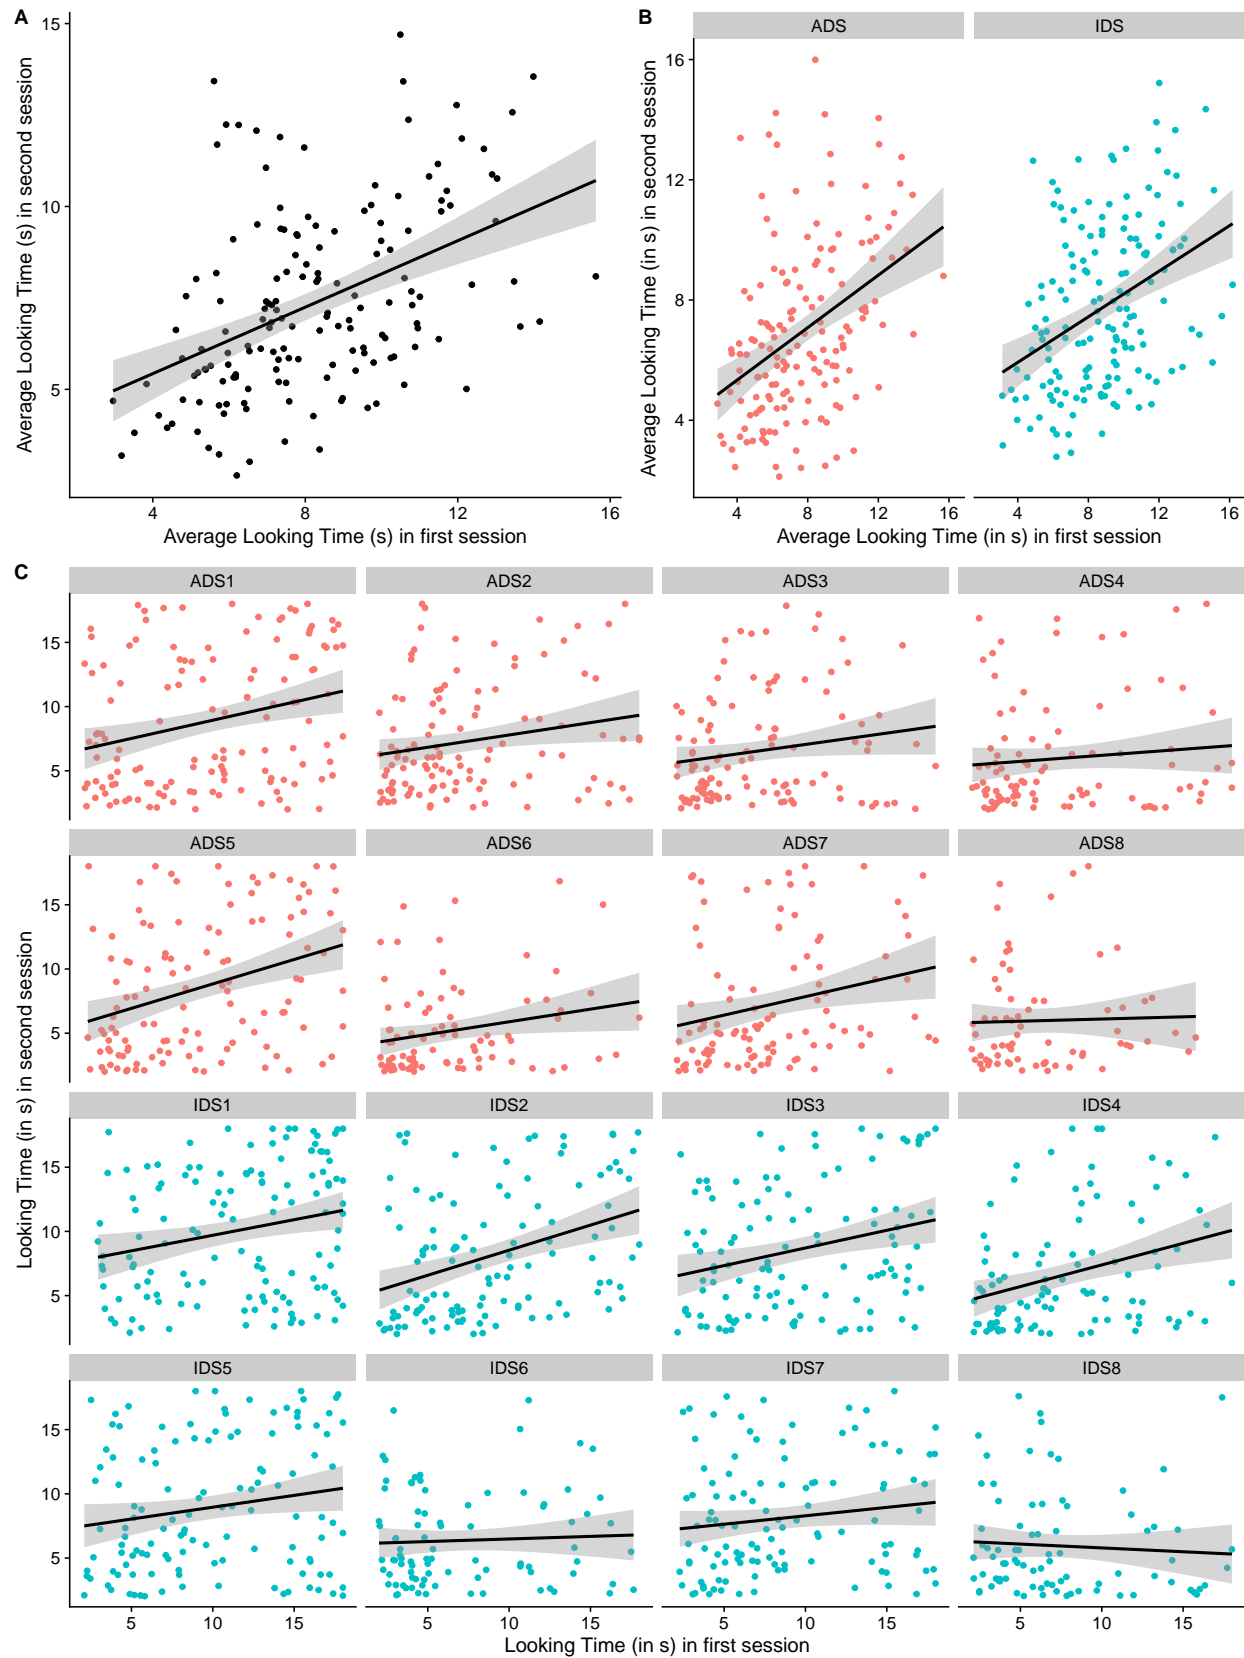 A
15
10
5
4
8
12
16
Average Looking Time (s) in second session
Average Looking Time (s) in first session
B
ADS
IDS
16
12
8
4
4
8
12
16
4
8
12
16
Average Looking Time (in s) in second session
Average Looking Time (in s) in first session
C
ADS1
ADS2
ADS3
ADS4
15
10
5
ADS5
ADS6
ADS7
ADS8
15
10
5
IDS1
IDS2
IDS3
IDS4
15
10
5
IDS5
IDS6
IDS7
IDS8
15
10
5
5
10
15
5
10
15
5
10
15
5
10
15
Looking Time (in s) in second session
Looking Time (in s) in first session